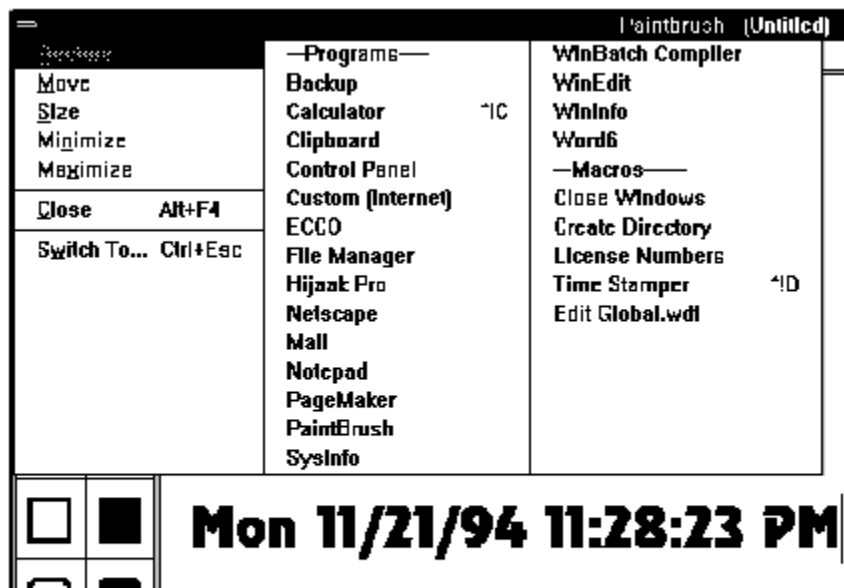 Paintbrush (Untitled)
Restore
Move
Size
Minimize
Maximize
Close Alt+F4
Switch To... Ctrl+Esc
—Programs—
Backup
Calculator ^!C
Clipboard
Control Panel
Custom (Internet)
ECCO
File Manager
Hijaak Pro
Netscape
Mail
Notepad
PageMaker
PaintBrush
SysInfo
WinBatch Compiler
WinEdit
WinInfo
Word6
—Macros—
Close Windows
Create Directory
License Numbers
Time Stamper ^!D
Edit Global.wdf
Mon 11/21/94 11:28:23 PM